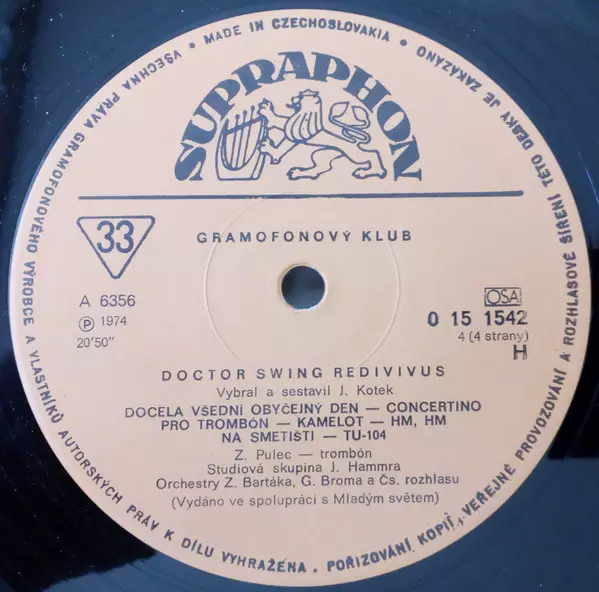 VŠECHNA PRÁVA GRAMOFONOVÉHO VÝROBCE A VLASTNÍKŮ AUTORSKÝCH PRÁV K DÍLU VYHRAŽENA. POŘIZOVÁNÍ KOPIÍ, VEŘEJNÉ PROVOZOVÁNÍ A ROZHLASOVÉ ŠÍŘENÍ TÉTO DESKY JE ZAKÁZÁNO • MADE IN CZECHOSLOVAKIA •
SUPRAPHON
33
GRAMOFONOVÝ KLUB
A 6356
Ⓟ 1974
20'50"
OSA
0 15 1542
4 (4 strany)
H
DOCTOR SWING REDIVIVUS
Vybral a sestavil J. Kotek
DOCELA VŠEDNÍ OBYČEJNÝ DEN — CONCERTINO
PRO TROMBÓN — KAMELOT — HM, HM
NA SMETIŠTI — TU-104
Z. Pulec — trombón
Studiová skupina J. Hammra
Orchestry Z. Bartáka, G. Broma a Čs. rozhlasu
(Vydáno ve spolupráci s Mladým světem)